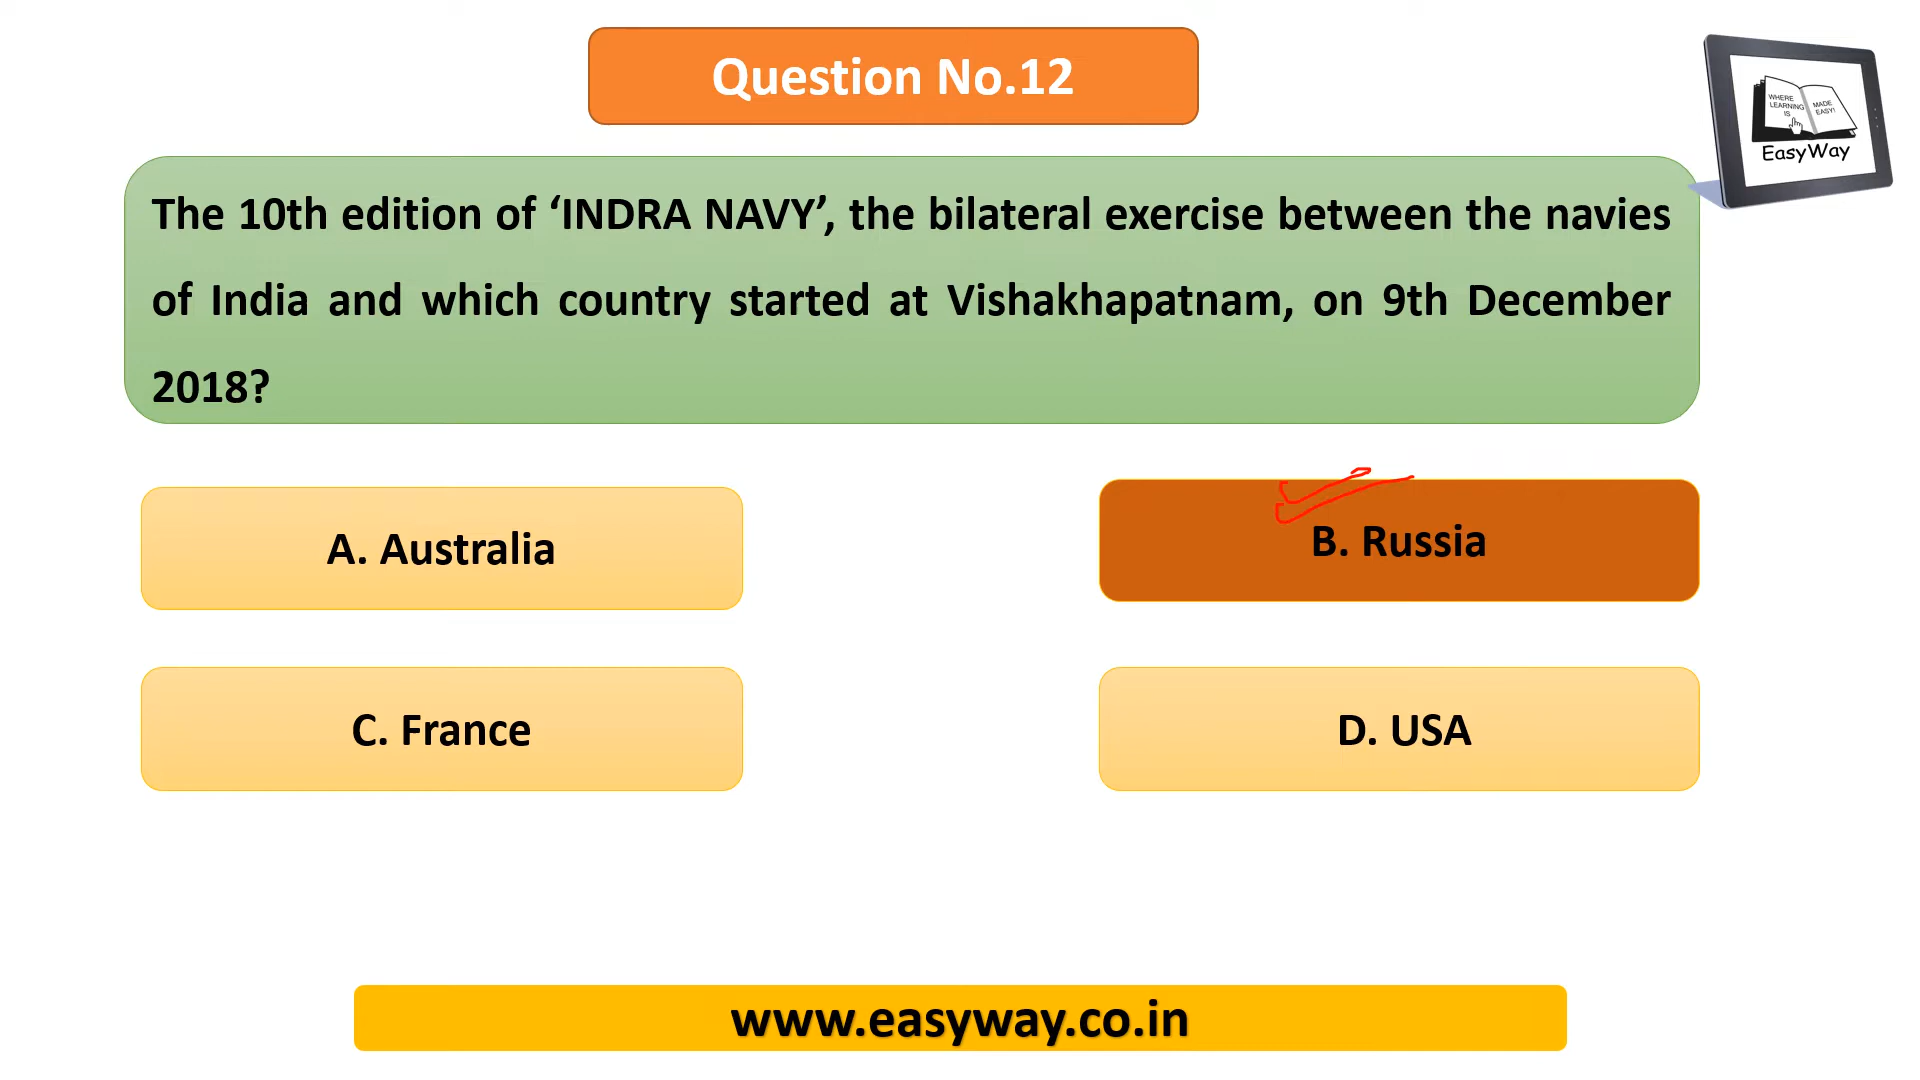 Question No.12
WHERE
LEARNING
IS
MADE
EASY!
EasyWay
The 10th edition of ‘INDRA NAVY’, the bilateral exercise between the navies
of India and which country started at Vishakhapatnam, on 9th December
2018?
A. Australia
B. Russia
C. France
D. USA
www.easyway.co.in